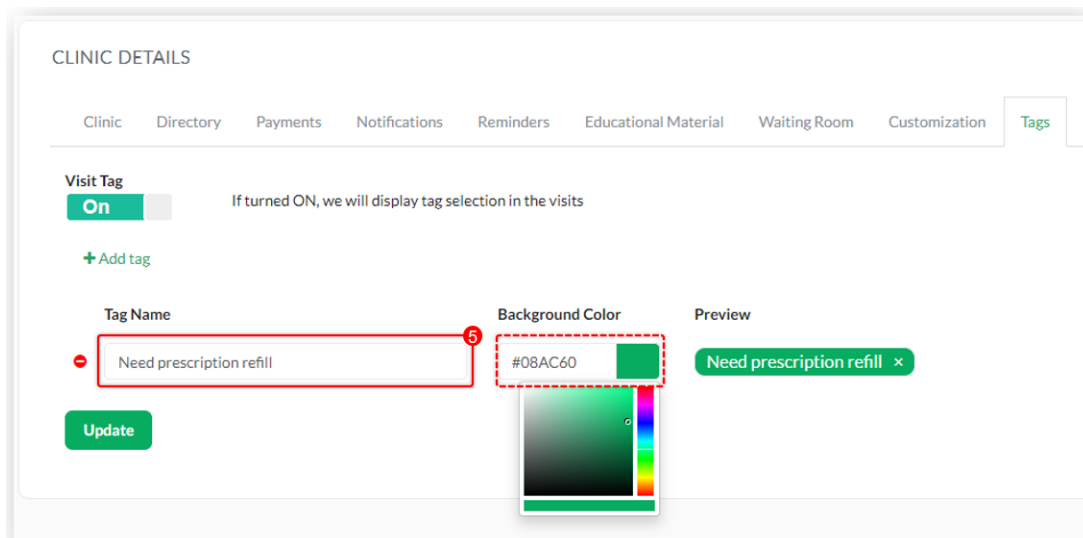 CLINIC DETAILS
Clinic Directory Payments Notifications Reminders Educational Material Waiting Room Customization Tags
Visit Tag
On If turned ON, we will display tag selection in the visits
+ Add tag
Tag Name Background Color Preview
5
Need prescription refill #08AC60 Need prescription refill ×
Update